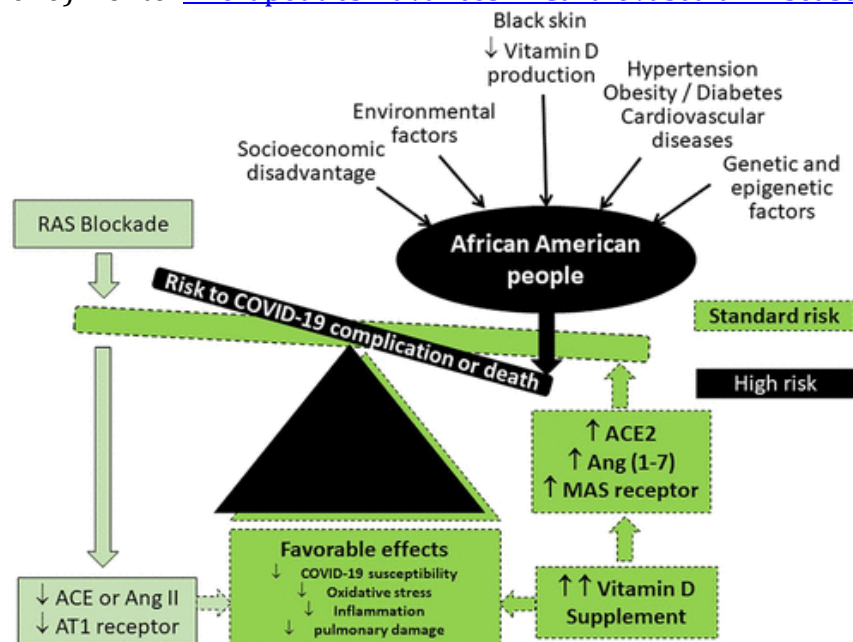 Black skin
↓ Vitamin D
production
Hypertension
Obesity / Diabetes
Cardiovascular
diseases
Environmental
factors
Socioeconomic
disadvantage
Genetic and
epigenetic
factors
RAS Blockade
African American
people
Risk to COVID-19 complication or death
Standard risk
High risk
↑ ACE2
↑ Ang (1-7)
↑ MAS receptor
Favorable effects
↓ COVID-19 susceptibility
↓ Oxidative stress
↓ Inflammation
↓ pulmonary damage
↓ ACE or Ang II
↓ AT1 receptor
↑↑ Vitamin D
Supplement